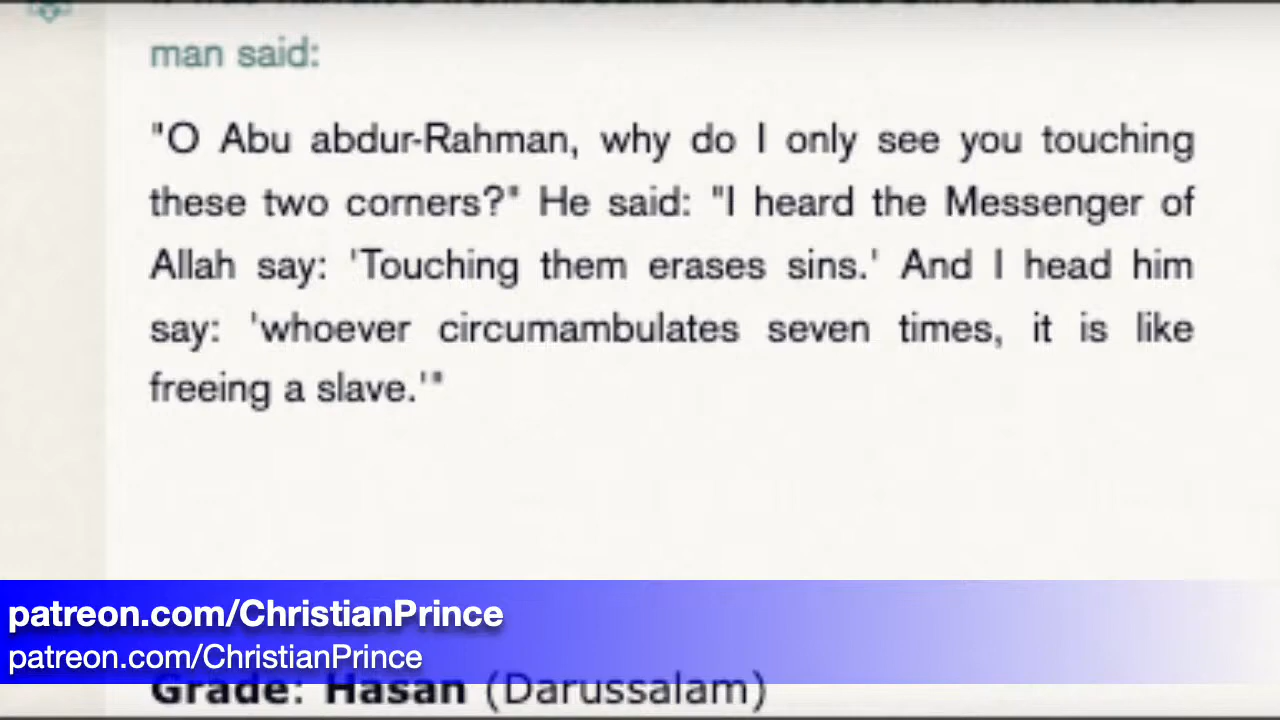 man said:
"O Abu abdur-Rahman, why do I only see you touching
these two corners?" He said: "I heard the Messenger of
Allah say: 'Touching them erases sins.' And I head him
say: 'whoever circumambulates seven times, it is like
freeing a slave.'"
patreon.com/ChristianPrince
patreon.com/ChristianPrince
Grade: Hasan (Darussalam)